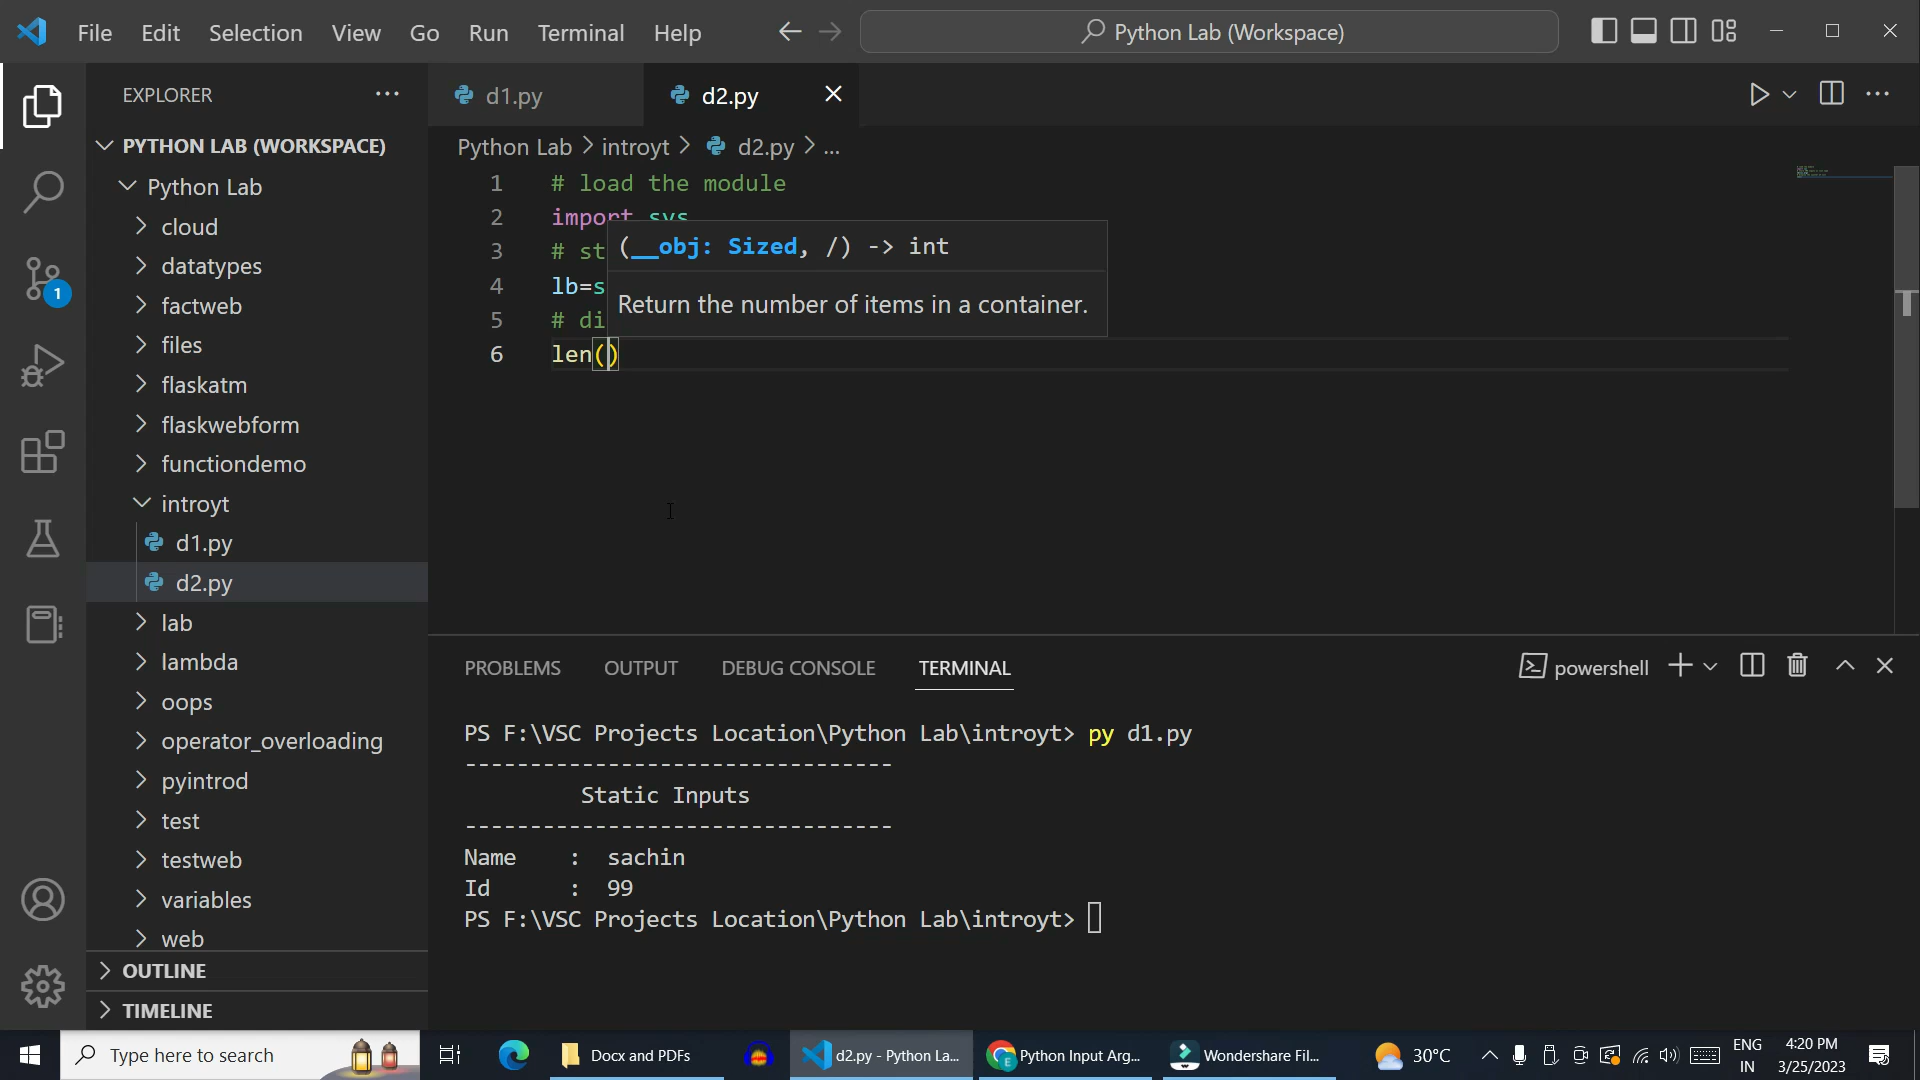 File Edit Selection View Go Run Terminal Help
Python Lab (Workspace)
EXPLORER
PYTHON LAB (WORKSPACE)
Python Lab
cloud
datatypes
factweb
files
flaskatm
flaskwebform
functiondemo
introyt
d1.py
d2.py
lab
lambda
oops
operator_overloading
pyintrod
test
testweb
variables
web
OUTLINE
TIMELINE
1
d1.py
d2.py
Python Lab > introyt > d2.py > ...
1 # load the module
2 import sys
3 # st
4 lb=s
5 # di
6 len()
(__obj: Sized, /) -> int
Return the number of items in a container.
PROBLEMS OUTPUT DEBUG CONSOLE TERMINAL
powershell
PS F:\VSC Projects Location\Python Lab\introyt> py d1.py
---------------------------------
Static Inputs
---------------------------------
Name : sachin
Id : 99
PS F:\VSC Projects Location\Python Lab\introyt>
Type here to search
Docx and PDFs
d2.py - Python La...
Python Input Arg...
Wondershare Fil...
30°C
ENG
IN
4:20 PM
3/25/2023